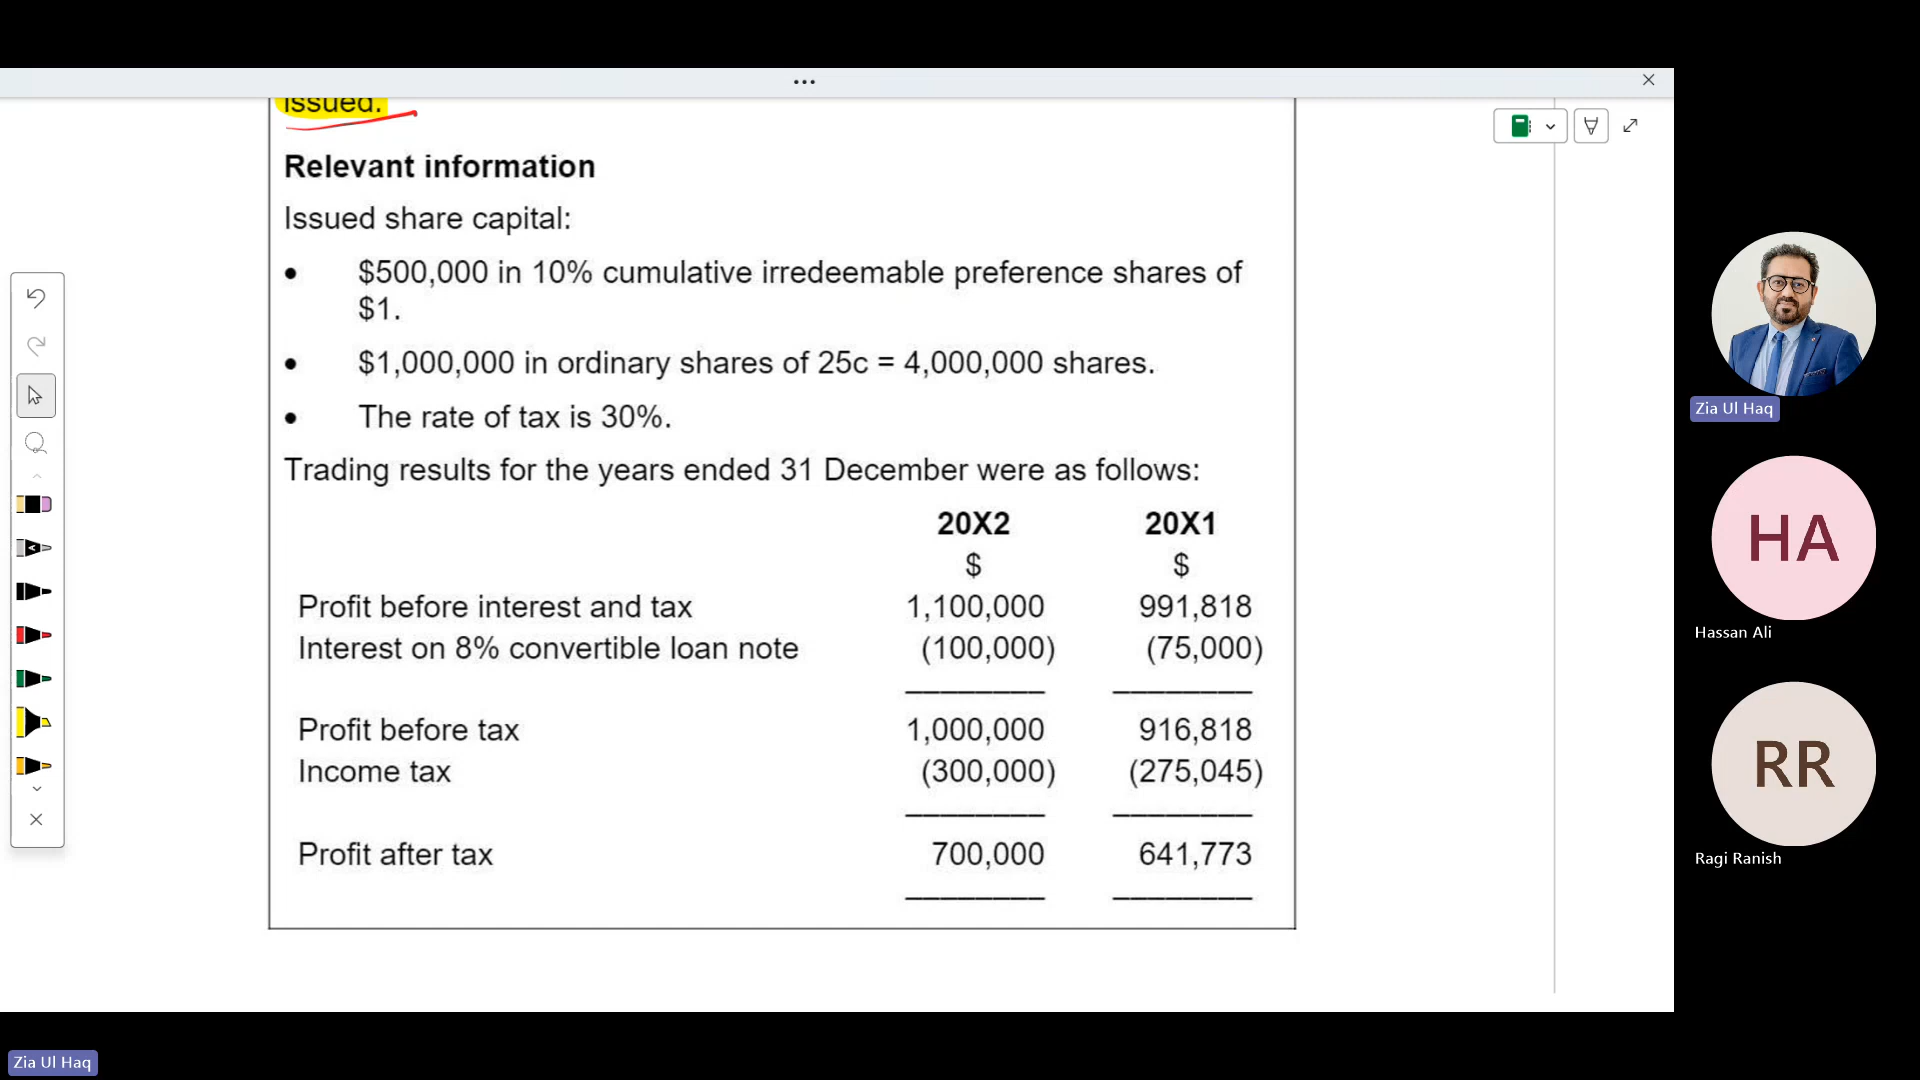 issued.
Relevant information
Issued share capital:
• $500,000 in 10% cumulative irredeemable preference shares of
$1.
• $1,000,000 in ordinary shares of 25c = 4,000,000 shares.
• The rate of tax is 30%.
Trading results for the years ended 31 December were as follows:
20X2 20X1
$ $
Profit before interest and tax 1,100,000 991,818
Interest on 8% convertible loan note (100,000) (75,000)
Profit before tax 1,000,000 916,818
Income tax (300,000) (275,045)
Profit after tax 700,000 641,773
Zia Ul Haq
HA
Hassan Ali
RR
Ragi Ranish
Zia Ul Haq